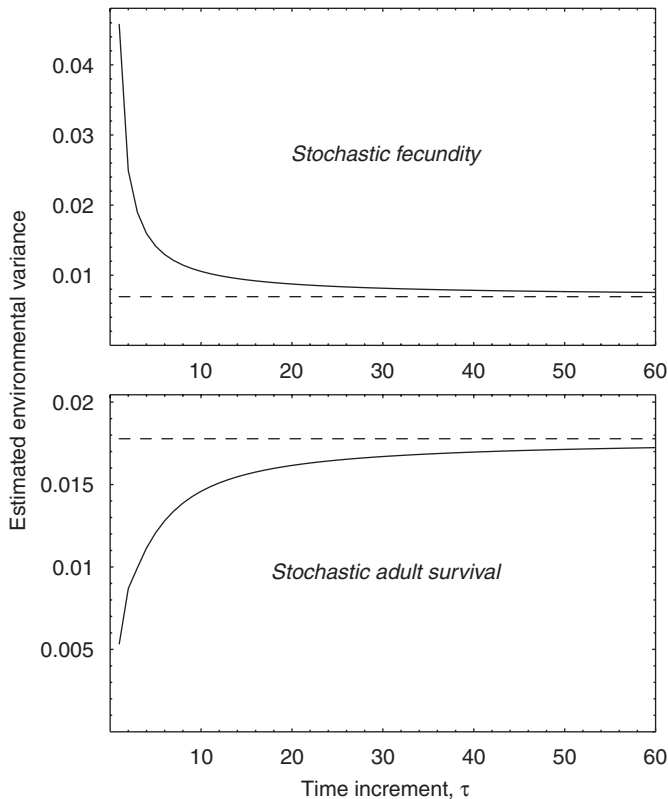 Estimated environmental variance
0.04
0.03
0.02
0.01
Stochastic fecundity
10 20 30 40 50 60
0.02
0.015
0.01
0.005
Stochastic adult survival
10 20 30 40 50 60
Time increment, τ